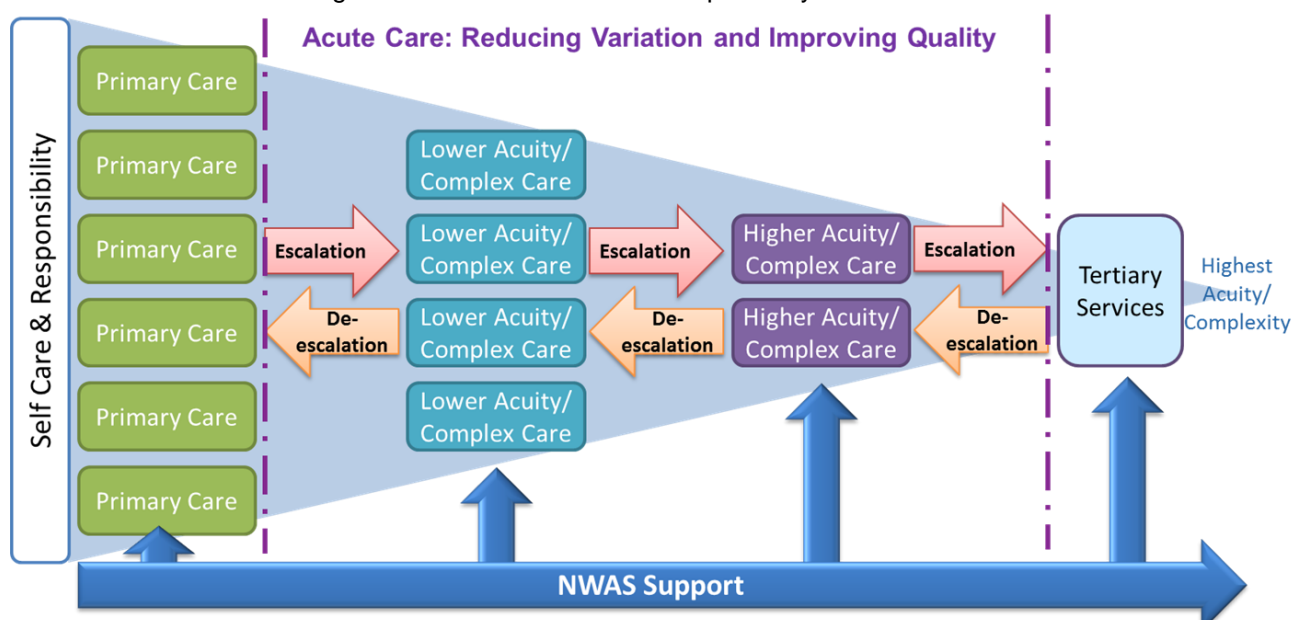 Acute Care: Reducing Variation and Improving Quality
Self Care & Responsibility
Primary Care
Primary Care
Primary Care
Primary Care
Primary Care
Primary Care
Escalation
De-
escalation
Lower Acuity/
Complex Care
Lower Acuity/
Complex Care
Lower Acuity/
Complex Care
Lower Acuity/
Complex Care
Escalation
De-
escalation
Higher Acuity/
Complex Care
Higher Acuity/
Complex Care
Escalation
De-
escalation
Tertiary
Services
Highest
Acuity/
Complexity
NWAS Support